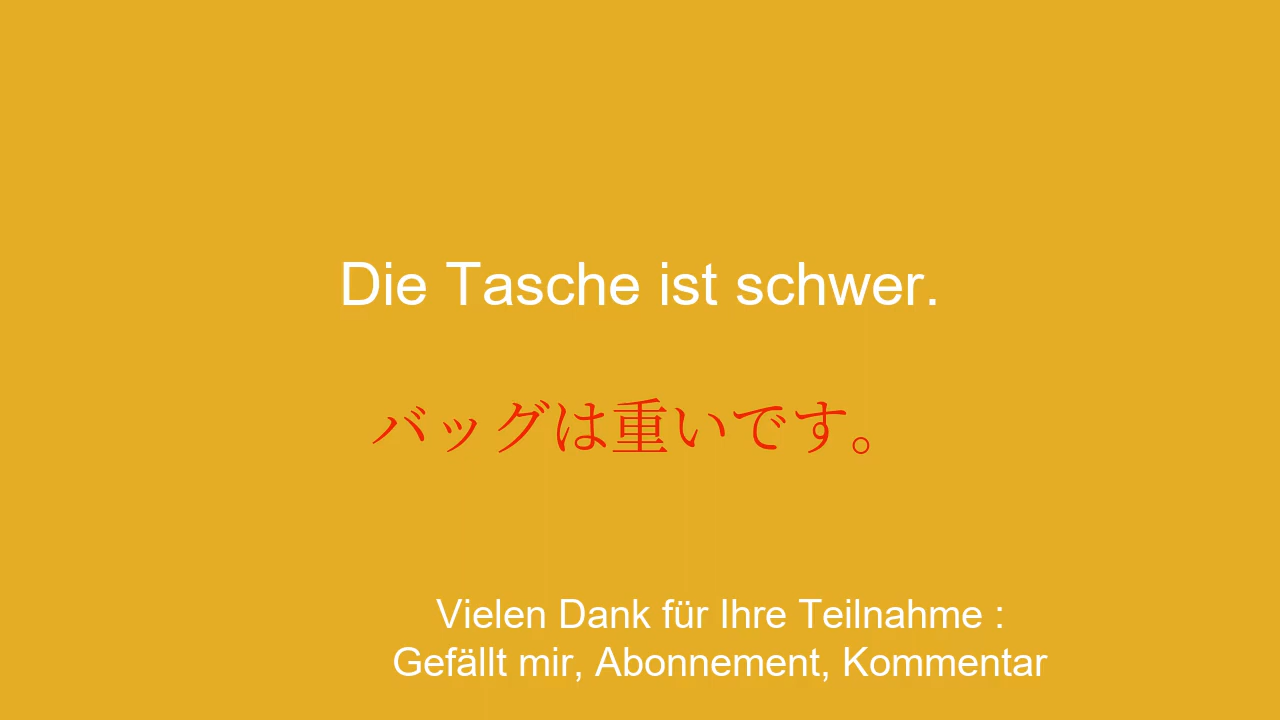 Die Tasche ist schwer.
バッグは重いです。
Vielen Dank für Ihre Teilnahme :
Gefällt mir, Abonnement, Kommentar